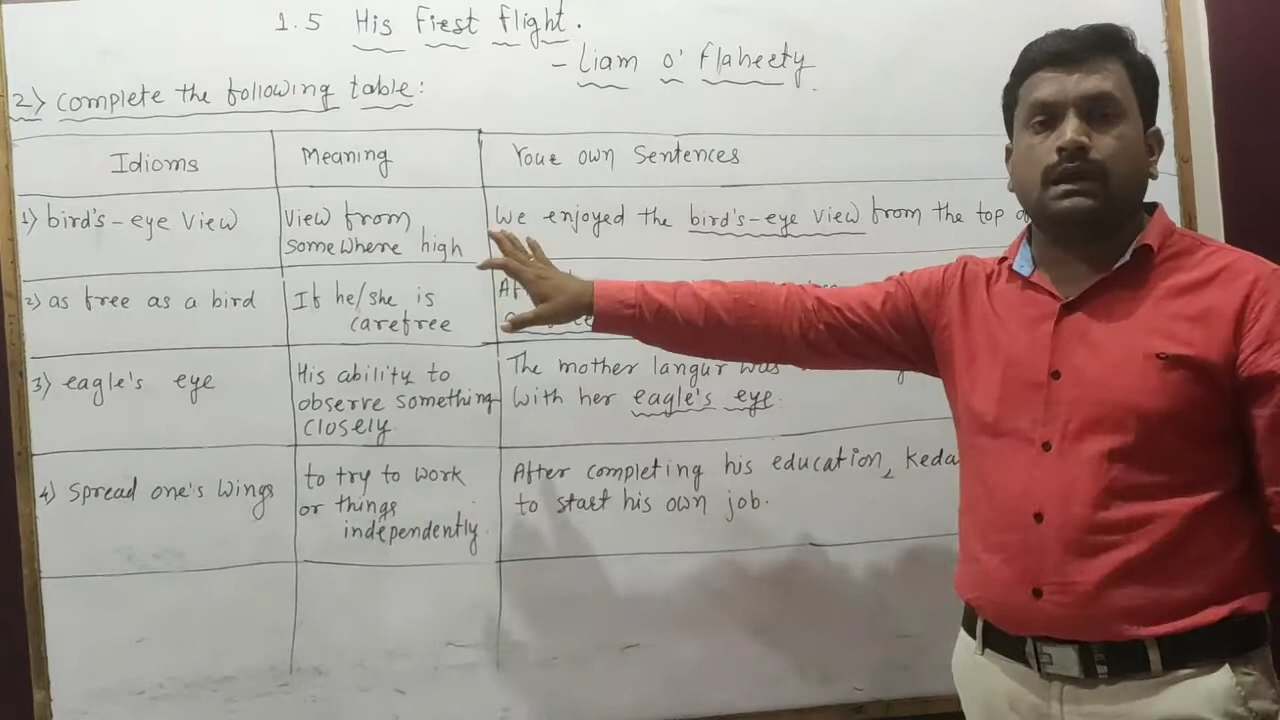 1.5 His First flight.
- Liam o' flaherty
2) complete the following table:
Idioms
Meaning
Your own sentences
1) bird's-eye view
View from
somewhere high
We enjoyed the bird's-eye view from the top
2) as free as a bird
If he/she is
carefree
3) eagle's eye
His ability to
observe something
closely.
The mother langur was
with her eagle's eye.
4) Spread one's wings
to try to work
or things
independently.
After completing his education,
to start his own job.